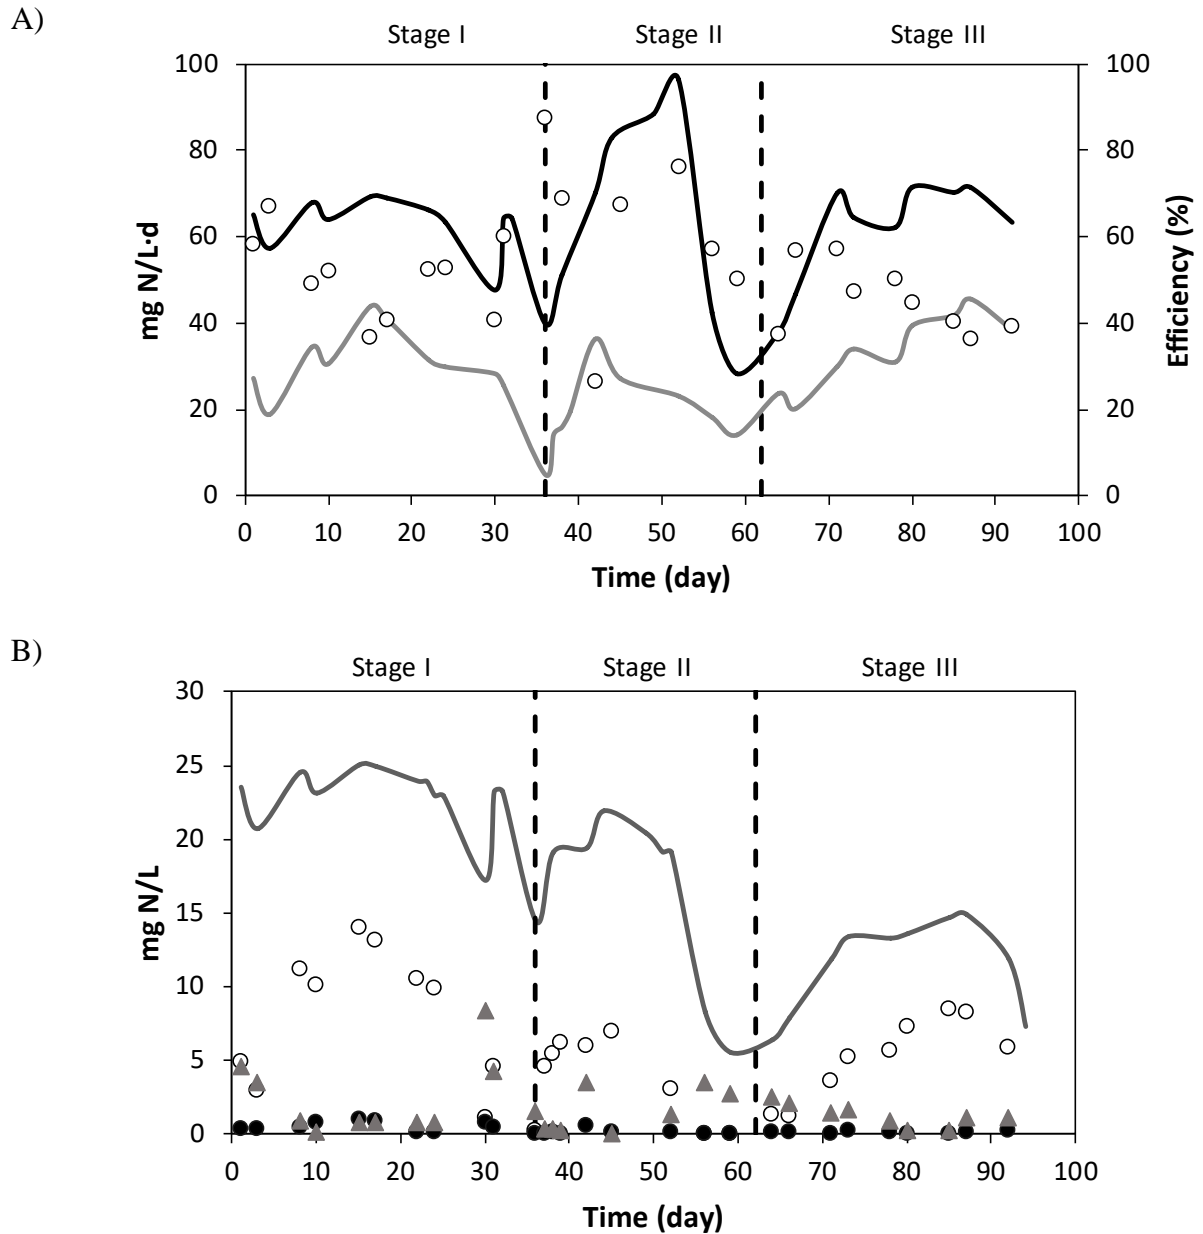 A)
Stage I Stage II Stage III
100 100
80 80
60 60
40 40
20 20
0 0
mg N/L·d
Efficiency (%)
0 10 20 30 40 50 60 70 80 90 100
Time (day)
B)
Stage I Stage II Stage III
30
25
20
15
10
5
0
mg N/L
0 10 20 30 40 50 60 70 80 90 100
Time (day)